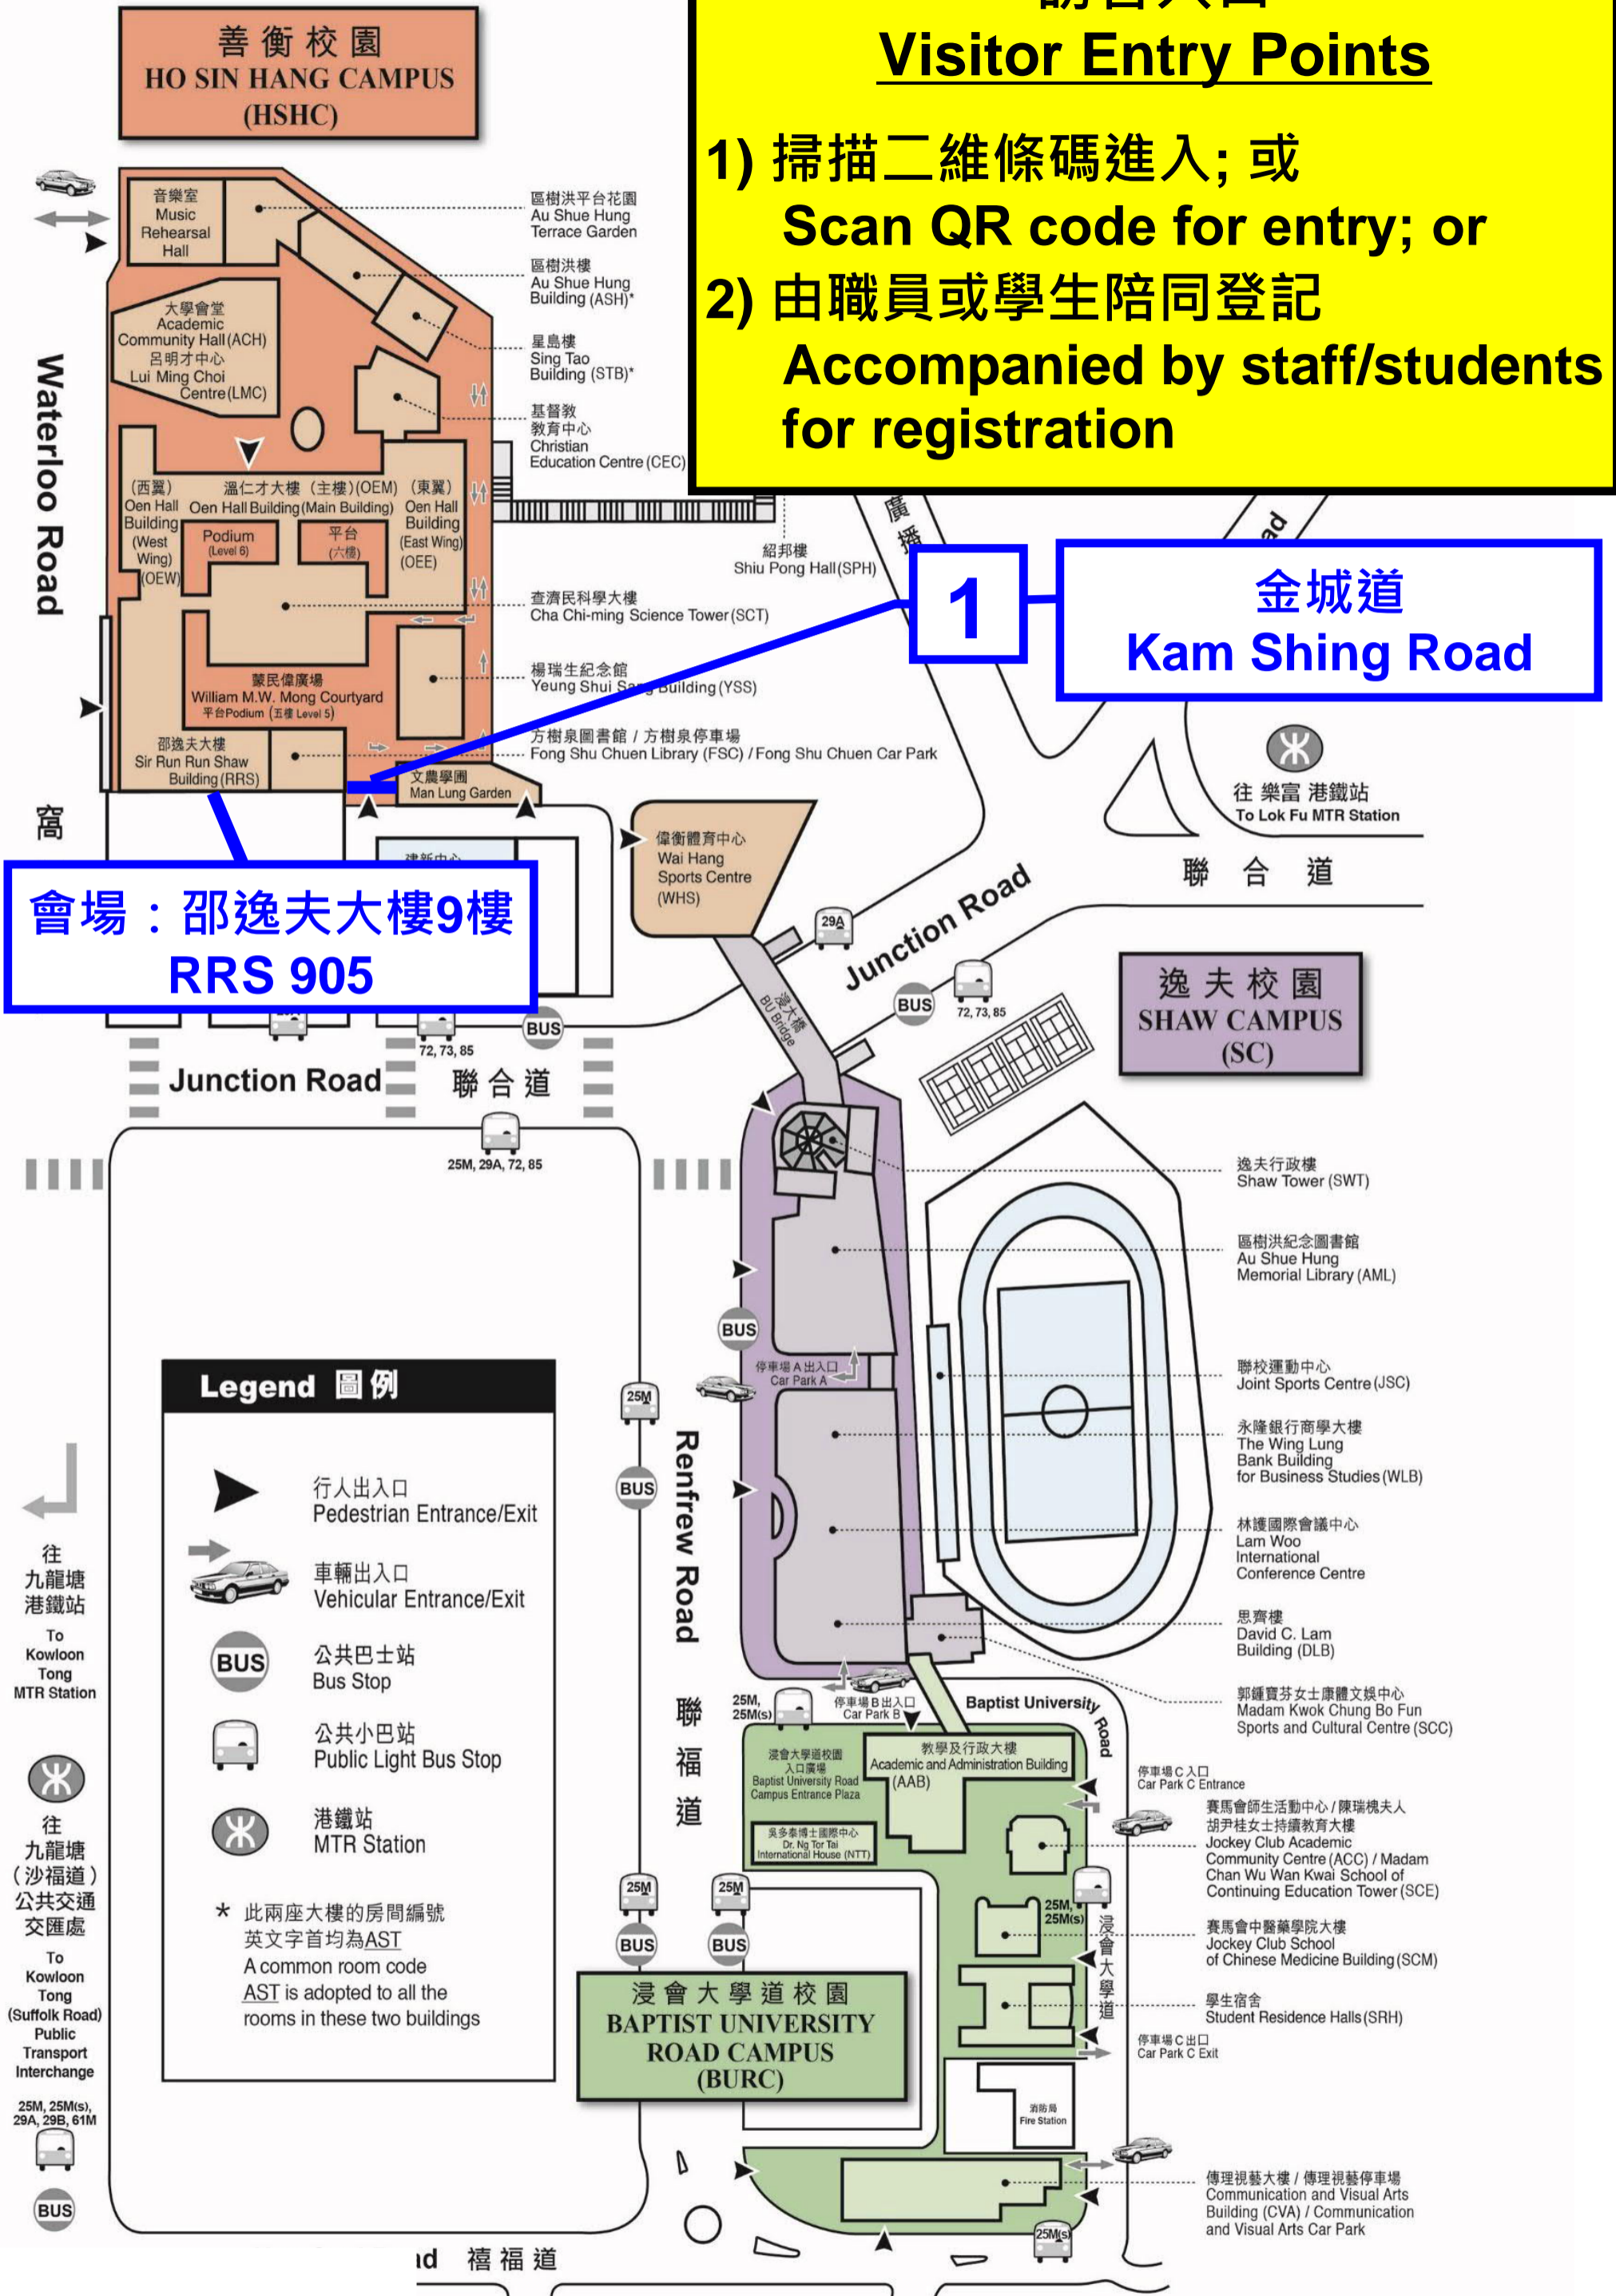 善衡校園
HO SIN HANG CAMPUS
(HSHC)
Visitor Entry Points
1) 掃描二維條碼進入; 或
Scan QR code for entry; or
2) 由職員或學生陪同登記
Accompanied by staff/students
for registration
音樂室
Music
Rehearsal
Hall
區樹洪平台花園
Au Shue Hung
Terrace Garden
區樹洪樓
Au Shue Hung
Building (ASH)*
大學會堂
Academic
Community Hall (ACH)
呂明才中心
Lui Ming Choi
Centre (LMC)
星島樓
Sing Tao
Building (STB)*
基督教
教育中心
Christian
Education Centre (CEC)
Waterloo Road
窩
(西翼)
Oen Hall
Building
(West
Wing)
(OEW)
溫仁才大樓 (主樓) (OEM)
Oen Hall Building (Main Building)
(東翼)
Oen Hall
Building
(East Wing)
(OEE)
Podium
(Level 6)
平台
(六樓)
紹邦樓
Shiu Pong Hall (SPH)
廣播
ad
1
金城道
Kam Shing Road
查濟民科學大樓
Cha Chi-ming Science Tower (SCT)
楊瑞生紀念館
Yeung Shui Building (YSS)
蒙民偉廣場
William M.W. Mong Courtyard
平台 Podium (五樓 Level 5)
邵逸夫大樓
Sir Run Run Shaw
Building (RRS)
方樹泉圖書館 / 方樹泉停車場
Fong Shu Chuen Library (FSC) / Fong Shu Chuen Car Park
文農學圃
Man Lung Garden
往 樂富 港鐵站
To Lok Fu MTR Station
偉衡體育中心
Wai Hang
Sports Centre
(WHS)
聯合道
Junction Road
會場：邵逸夫大樓9樓
RRS 905
29A
BUS
72, 73, 85
浸大橋
BU Bridge
逸夫校園
SHAW CAMPUS
(SC)
72, 73, 85
BUS
Junction Road 聯合道
25M, 29A, 72, 85
逸夫行政樓
Shaw Tower (SWT)
區樹洪紀念圖書館
Au Shue Hung
Memorial Library (AML)
BUS
停車場 A 出入口
Car Park A
聯校運動中心
Joint Sports Centre (JSC)
永隆銀行商學大樓
The Wing Lung
Bank Building
for Business Studies (WLB)
林護國際會議中心
Lam Woo
International
Conference Centre
思齊樓
David C. Lam
Building (DLB)
郭鍾寶芬女士康體文娛中心
Madam Kwok Chung Bo Fun
Sports and Cultural Centre (SCC)
25M
BUS
Renfrew Road
聯福道
Legend 圖例
行人出入口
Pedestrian Entrance/Exit
車輛出入口
Vehicular Entrance/Exit
BUS
公共巴士站
Bus Stop
公共小巴站
Public Light Bus Stop
港鐵站
MTR Station
* 此兩座大樓的房間編號
英文字首均為AST
A common room code
AST is adopted to all the
rooms in these two buildings
往
九龍塘
港鐵站
To
Kowloon
Tong
MTR Station
往
九龍塘
(沙福道)
公共交通
交匯處
To
Kowloon
Tong
(Suffolk Road)
Public
Transport
Interchange
25M, 25M(s),
29A, 29B, 61M
BUS
25M,
25M(s)
停車場 B 出入口
Car Park B
Baptist University Road
浸會大學道校園
入口廣場
Baptist University Road
Campus Entrance Plaza
教學及行政大樓
Academic and Administration Building
(AAB)
吳多泰博士國際中心
Dr. Ng Tor Tai
International House (NTT)
停車場 C 入口
Car Park C Entrance
賽馬會師生活動中心 / 陳瑞槐夫人
胡尹桂女士持續教育大樓
Jockey Club Academic
Community Centre (ACC) / Madam
Chan Wu Wan Kwai School of
Continuing Education Tower (SCE)
25M
BUS
25M
BUS
25M,
25M(s)
浸會大學道
賽馬會中醫藥學院大樓
Jockey Club School
of Chinese Medicine Building (SCM)
學生宿舍
Student Residence Halls (SRH)
停車場 C 出口
Car Park C Exit
浸會大學道校園
BAPTIST UNIVERSITY
ROAD CAMPUS
(BURC)
消防局
Fire Station
傳理視藝大樓 / 傳理視藝停車場
Communication and Visual Arts
Building (CVA) / Communication
and Visual Arts Car Park
25M(s)
ad 禧福道